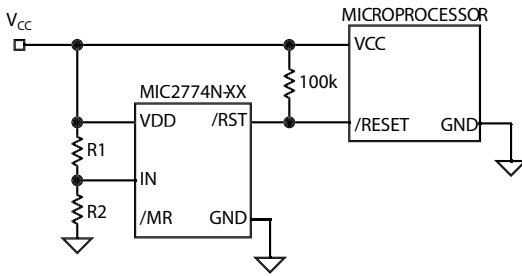 MICROPROCESSOR
VCC
VCC
100k
MIC2774N-XX
VDD
/RST
/RESET
GND
R1
IN
R2
/MR
GND